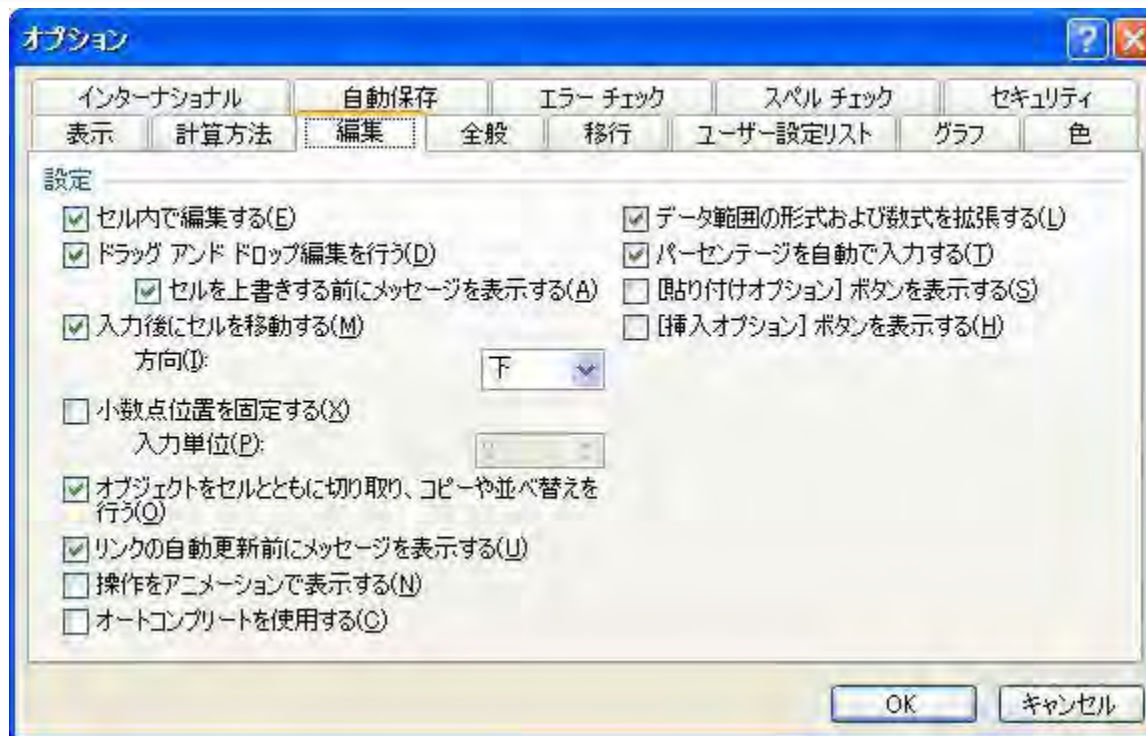 オプション
インターナショナル 自動保存 エラー チェック スペル チェック セキュリティ
表示 計算方法 編集 全般 移行 ユーザー設定リスト グラフ 色
設定
セル内で編集する(E)
ドラッグ アンド ドロップ編集を行う(D)
セルを上書きする前にメッセージを表示する(A)
入力後にセルを移動する(M)
方向(I):
下
小数点位置を固定する(X)
入力単位(P):
オブジェクトをセルとともに切り取り、コピーや並べ替えを
行う(O)
リンクの自動更新前にメッセージを表示する(U)
操作をアニメーションで表示する(N)
オートコンプリートを使用する(C)
データ範囲の形式および数式を拡張する(L)
パーセンテージを自動で入力する(T)
[貼り付けオプション] ボタンを表示する(S)
[挿入オプション] ボタンを表示する(H)
OK キャンセル